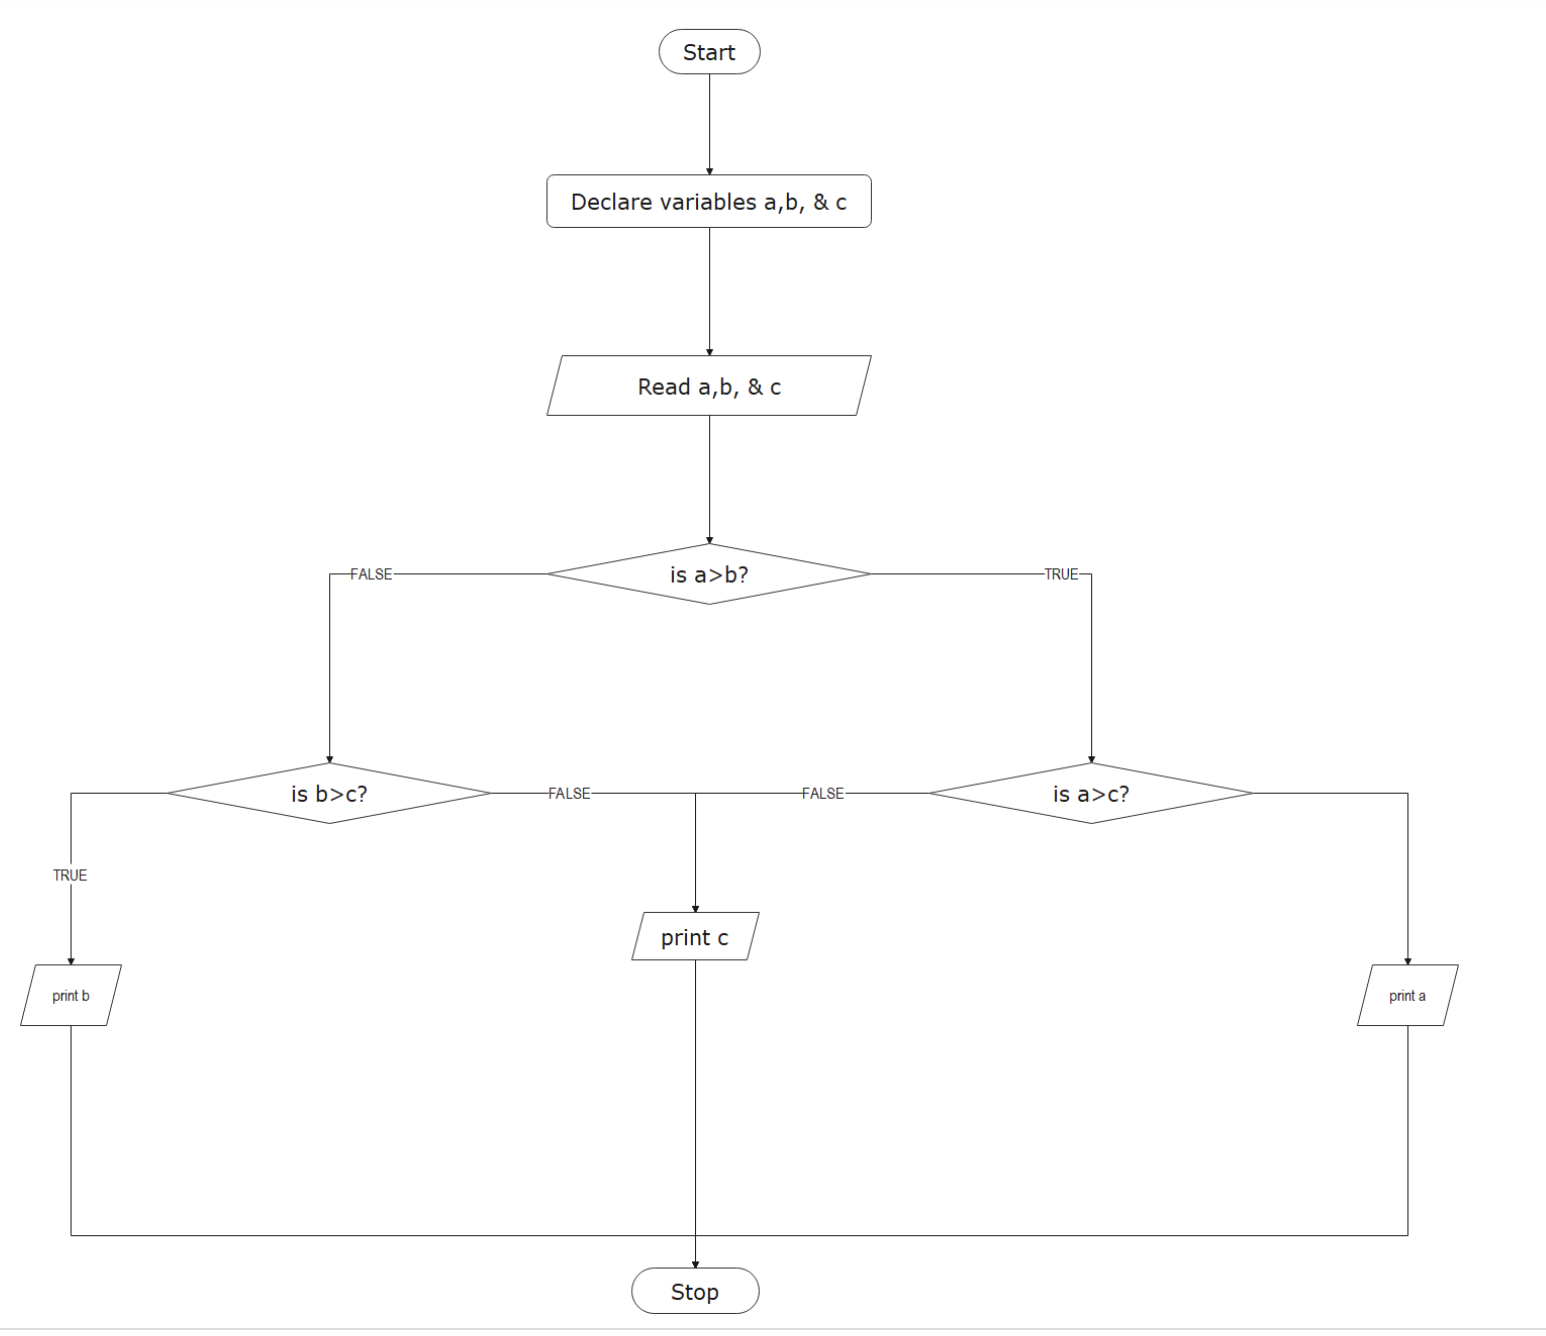 Start
Declare variables a,b, & c
Read a,b, & c
is a>b?
FALSE
TRUE
is b>c?
FALSE
FALSE
is a>c?
TRUE
print c
print b
print a
Stop